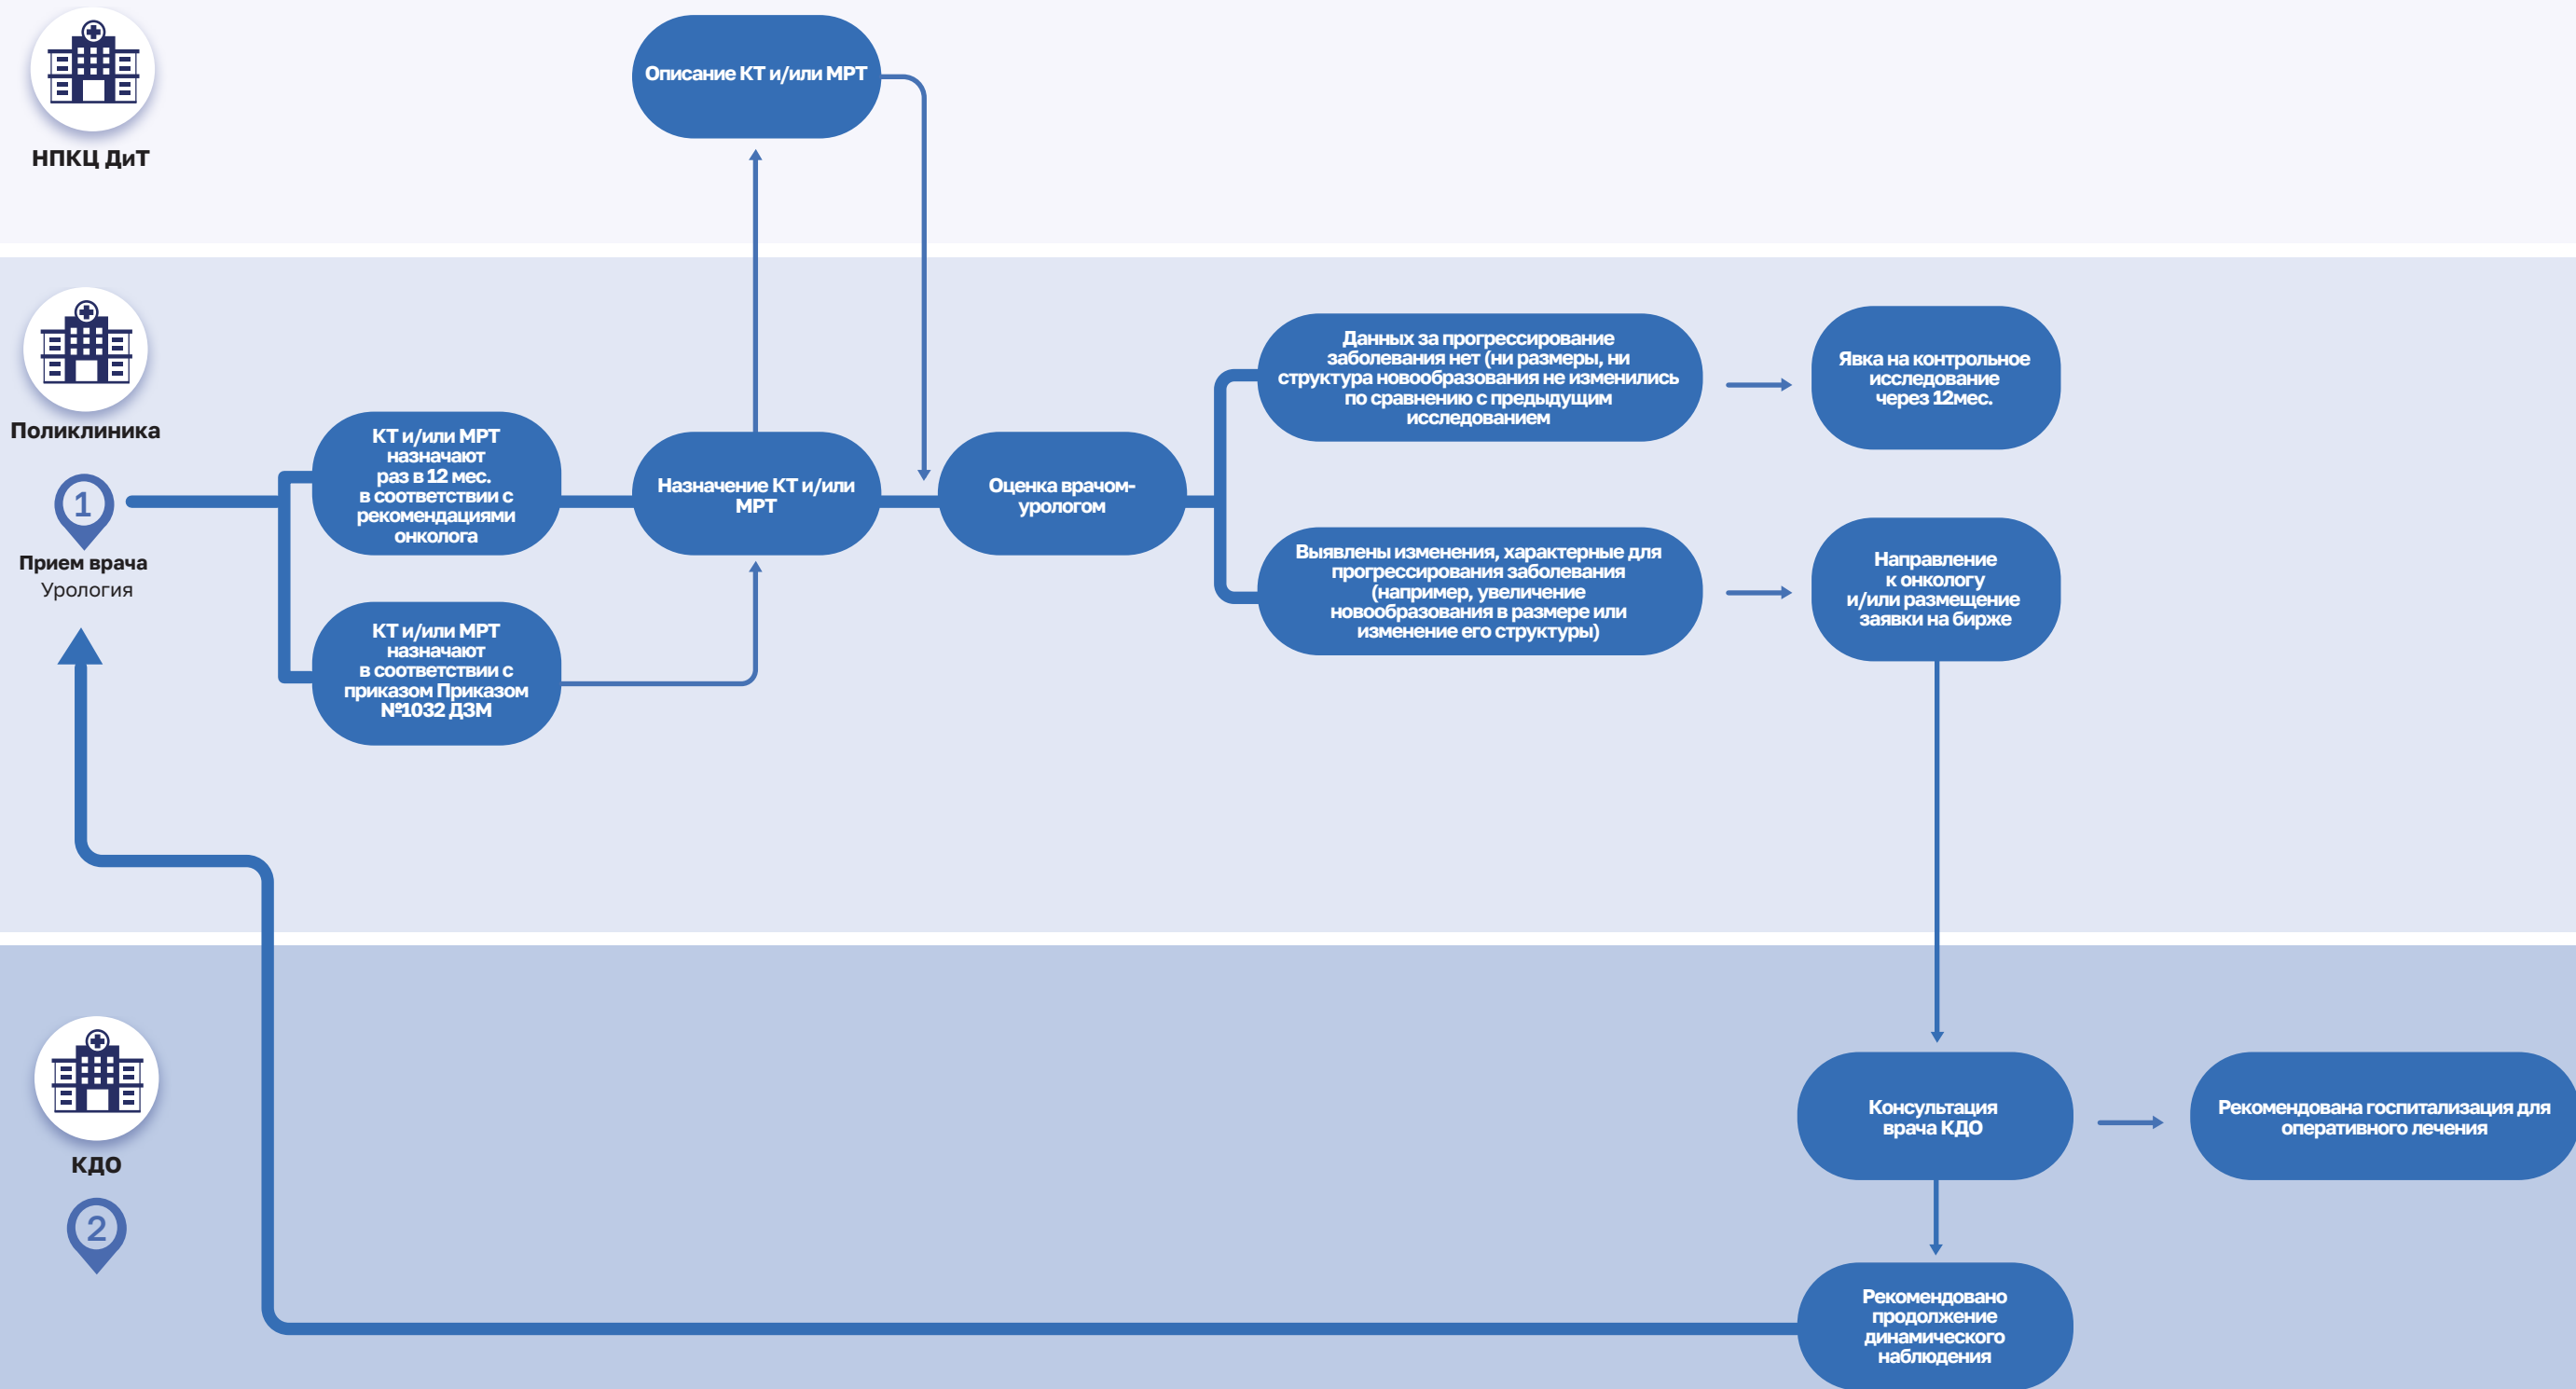 Описание КТ и/или МРТ
НПКЦ ДиТ
Поликлиника
1
Прием врача
Урология
КТ и/или МРТ
назначают
раз в 12 мес.
в соответствии с
рекомендациями
онколога
КТ и/или МРТ
назначают
в соответствии с
приказом Приказом
№1032 ДЗМ
Назначение КТ и/или
МРТ
Оценка врачом-
урологом
Данных за прогрессирование
заболевания нет (ни размеры, ни
структура новообразования не изменились
по сравнению с предыдущим
исследованием
Явка на контрольное
исследование
через 12мес.
Выявлены изменения, характерные для
прогрессирования заболевания
(например, увеличение
новообразования в размере или
изменение его структуры)
Направление
к онкологу
и/или размещение
заявки на бирже
КДО
2
Консультация
врача КДО
Рекомендована госпитализация для
оперативного лечения
Рекомендовано
продолжение
динамического
наблюдения